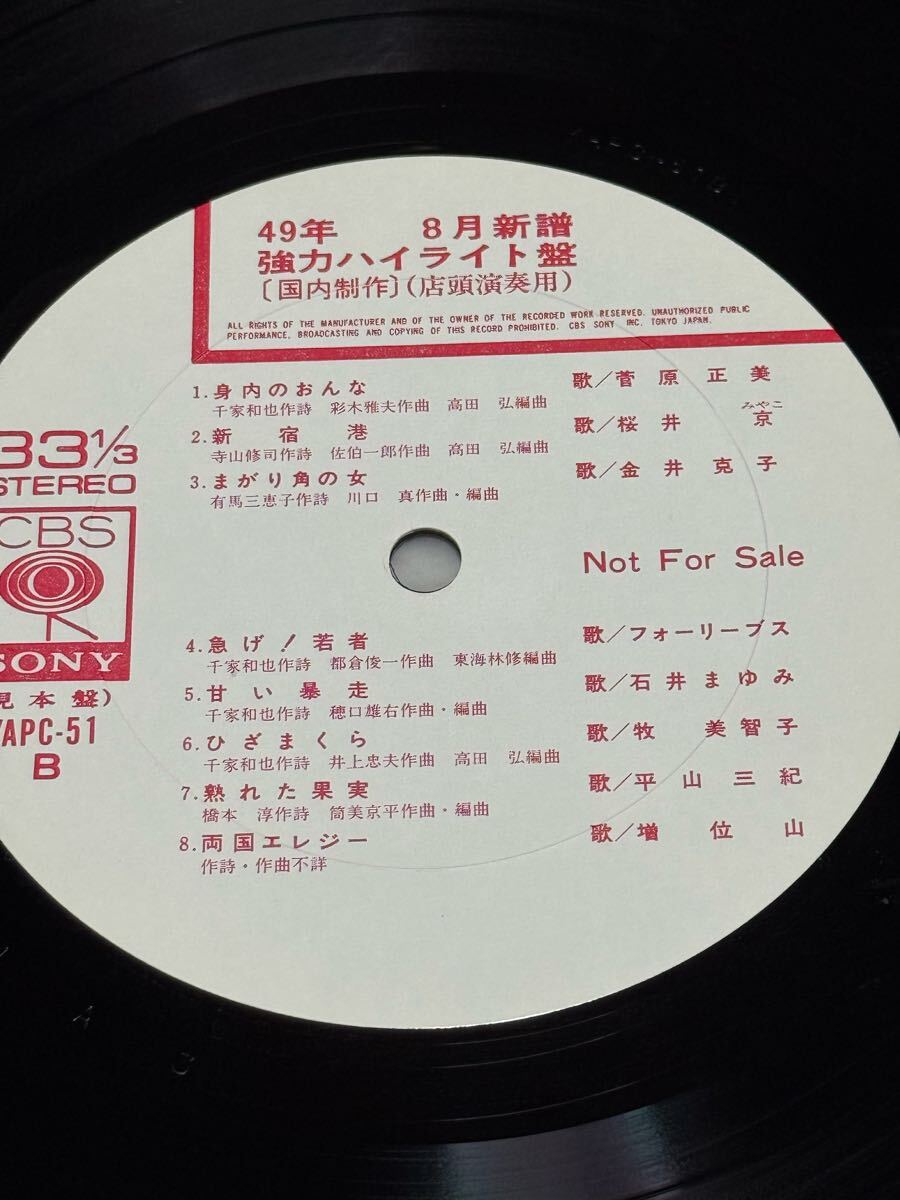 49年 8月新譜
強力ハイライト盤
〔国内制作〕(店頭演奏用)
ALL RIGHTS OF THE MANUFACTURER AND OF THE OWNER OF THE RECORDED WORK RESERVED. UNAUTHORIZED PUBLIC
PERFORMANCE, BROADCASTING AND COPYING OF THIS RECORD PROHIBITED. CBS SONY INC. TOKYO JAPAN.
1. 身内のおんな 歌/菅原正美
千家和也作詩 彩木雅夫作曲 高田 弘編曲
みやこ
2. 新宿港 歌/桜井 京
寺山修司作詩 佐伯一郎作曲 高田 弘編曲
3. まがり角の女 歌/金井克子
有馬三恵子作詩 川口 真作曲・編曲
33 1/3
STEREO
CBS
SONY
見本盤)
APC-51
B
Not For Sale
4. 急げ!若者 歌/フォーリーブス
千家和也作詩 都倉俊一作曲 東海林修編曲
5. 甘い暴走 歌/石井まゆみ
千家和也作詩 穂口雄右作曲・編曲
6. ひざまくら 歌/牧 美智子
千家和也作詩 井上忠夫作曲 高田 弘編曲
7. 熟れた果実 歌/平山三紀
橋本 淳作詩 筒美京平作曲・編曲
8. 両国エレジー 歌/増位山
作詩・作曲不詳